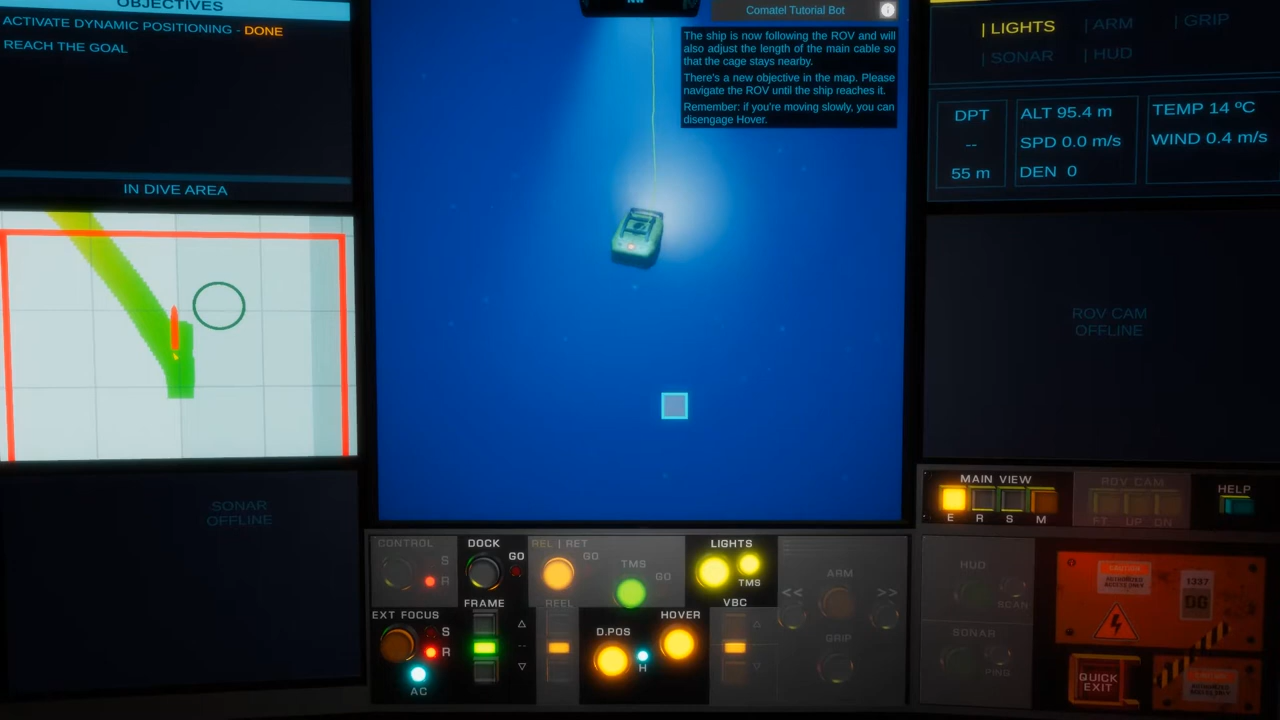 OBJECTIVES
ACTIVATE DYNAMIC POSITIONING - DONE
REACH THE GOAL
IN DIVE AREA
SONAR
OFFLINE
Comatel Tutorial Bot
The ship is now following the ROV and will
also adjust the length of the main cable so
that the cage stays nearby.
There's a new objective in the map. Please
navigate the ROV until the ship reaches it.
Remember: if you're moving slowly, you can
disengage Hover.
| LIGHTS | ARM | GRIP
| SONAR | HUD
DPT
--
55 m
ALT 95.4 m
SPD 0.0 m/s
DEN 0
TEMP 14 ºC
WIND 0.4 m/s
ROV CAM
OFFLINE
MAIN VIEW
E R S M
ROV CAM
FT UP DN
HELP
CONTROL
S
R
DOCK
GO
REL | RET
GO
TMS
GO
LIGHTS
TMS
ARM
<< >>
GRIP
EXT FOCUS
S
R
AC
FRAME
--
REEL
D.POS
H
HOVER
VBC
HUD
SCAN
SONAR
PING
CAUTION
AUTHORIZED
ACCESS ONLY
1337
DG
QUICK
EXIT